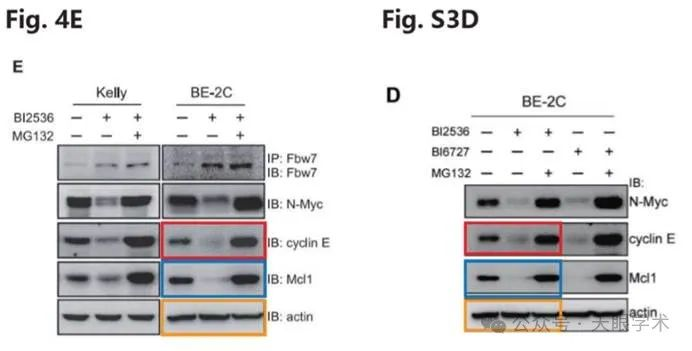 Fig. 4E
E
Kelly BE-2C
BI2536 – + + – + +
MG132 + +
IP: Fbw7
IB: Fbw7
IB: N-Myc
IB: cyclin E
IB: Mcl1
IB: actin
Fig. S3D
D
BE-2C
BI2536 – + +
BI6727 + +
MG132 + +
IB:
N-Myc
cyclin E
Mcl1
actin
公众号 · 天眼学术